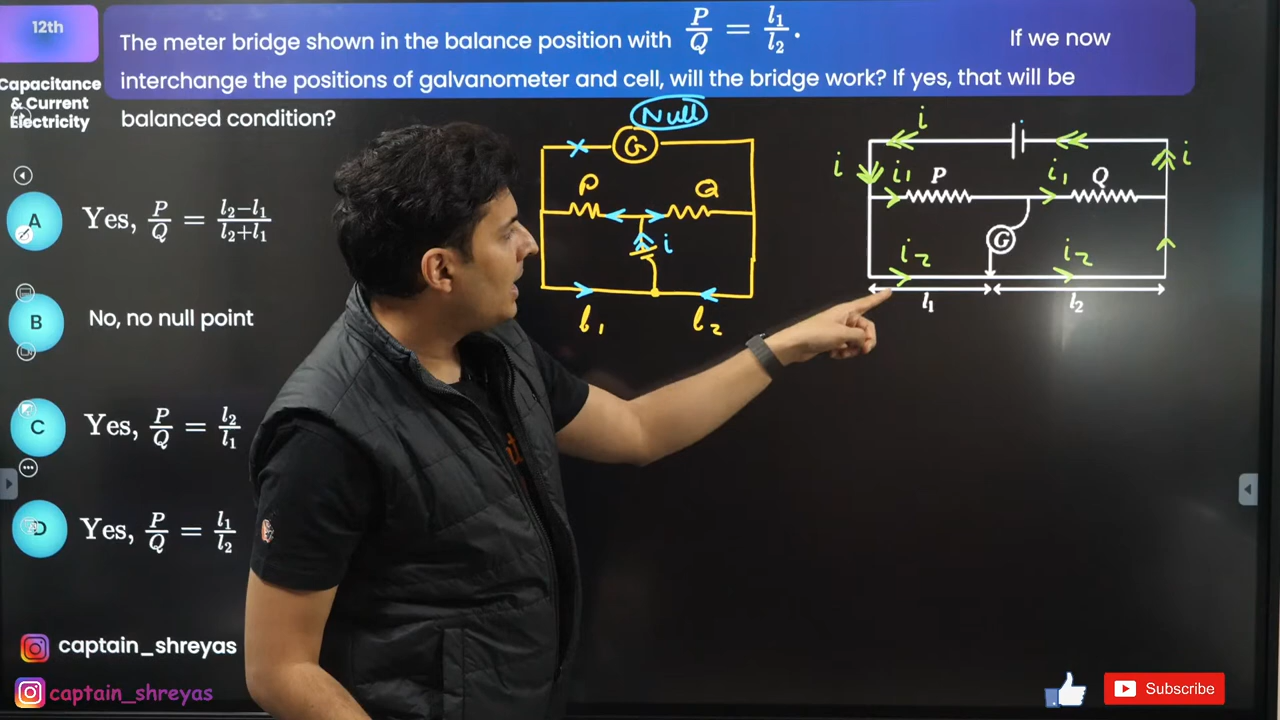 12th
Capacitance
& Current
Electricity
The meter bridge shown in the balance position with P/Q = l₁/l₂. If we now
interchange the positions of galvanometer and cell, will the bridge work? If yes, that will be
balanced condition?
A Yes, P/Q = (l₂−l₁)/(l₂+l₁)
B No, no null point
C Yes, P/Q = l₂/l₁
D Yes, P/Q = l₁/l₂
Null
G
P Q
i
l₁ l₂
i
i i₁ P i₁ Q i
G
i₂ i₂
l₁ l₂
captain_shreyas
captain_shreyas
Subscribe